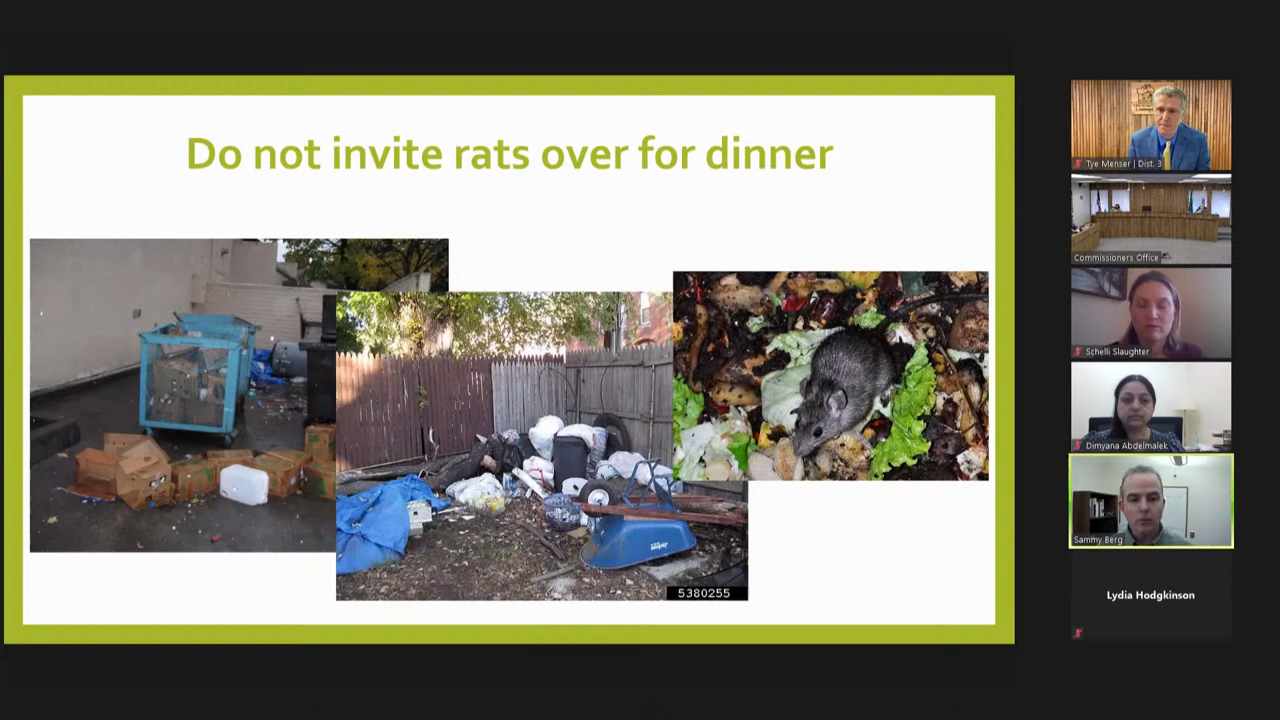 Do not invite rats over for dinner
5380255
Tye Menser | Dist. 3
Commissioners Office
Schelli Slaughter
Dimyana Abdelmalek
Sammy Berg
Lydia Hodgkinson